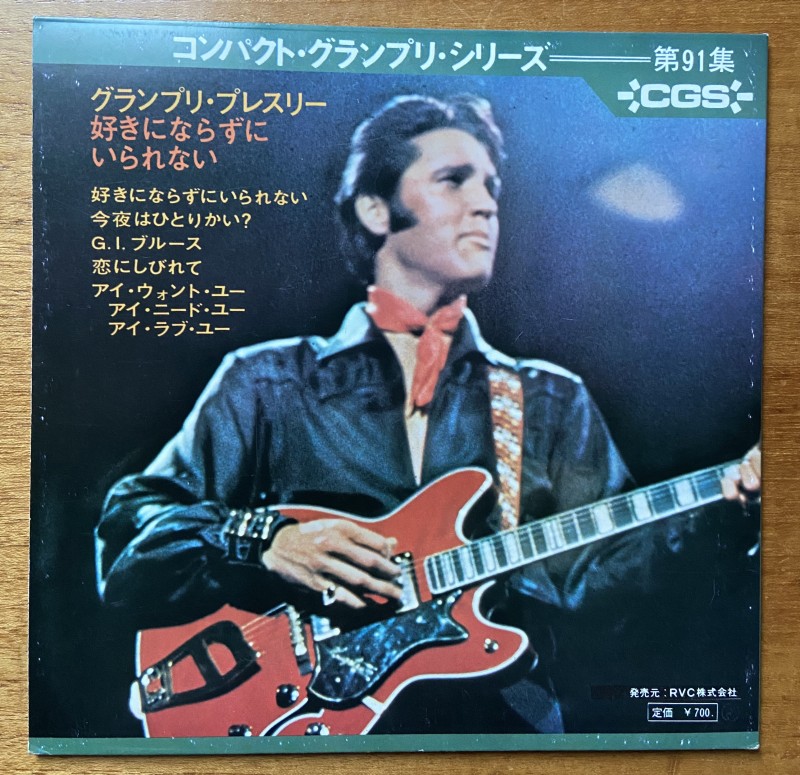 コンパクト・グランプリ・シリーズ
第91集
CGS
グランプリ・プレスリー
好きにならずに
いられない
好きにならずにいられない
今夜はひとりかい?
G.I.ブルース
恋にしびれて
アイ・ウォント・ユー
アイ・ニード・ユー
アイ・ラブ・ユー
発売元:RVC株式会社
定価 ¥700.